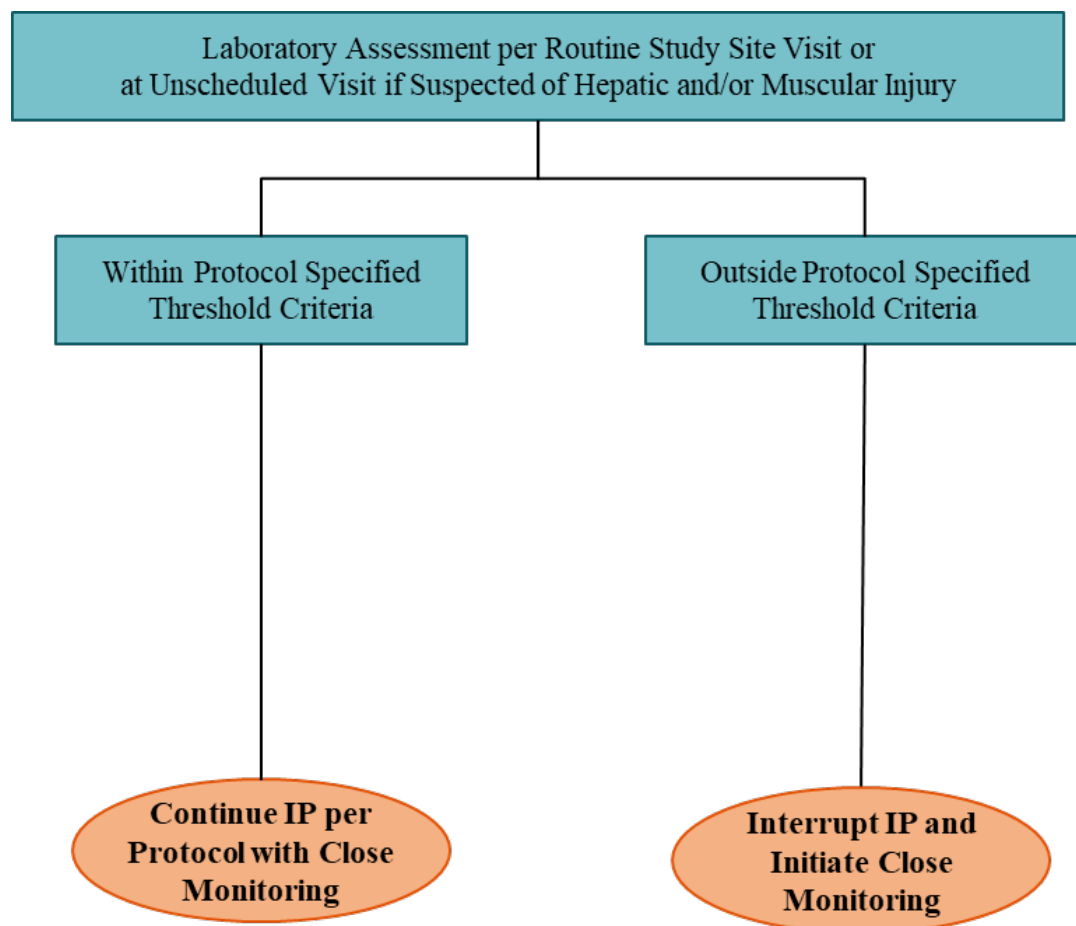 Laboratory Assessment per Routine Study Site Visit or
at Unscheduled Visit if Suspected of Hepatic and/or Muscular Injury
Within Protocol Specified
Threshold Criteria
Outside Protocol Specified
Threshold Criteria
Continue IP per
Protocol with Close
Monitoring
Interrupt IP and
Initiate Close
Monitoring